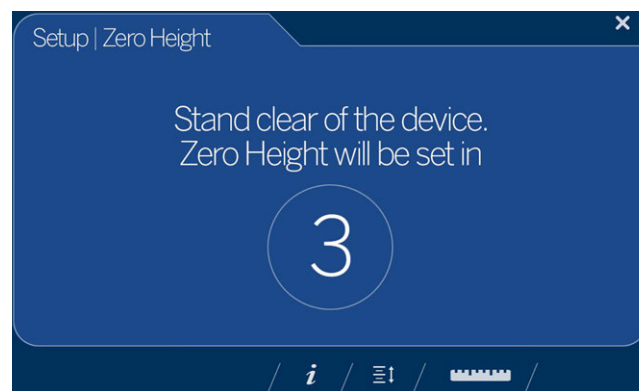 Setup | Zero Height
Stand clear of the device.
Zero Height will be set in
3
i